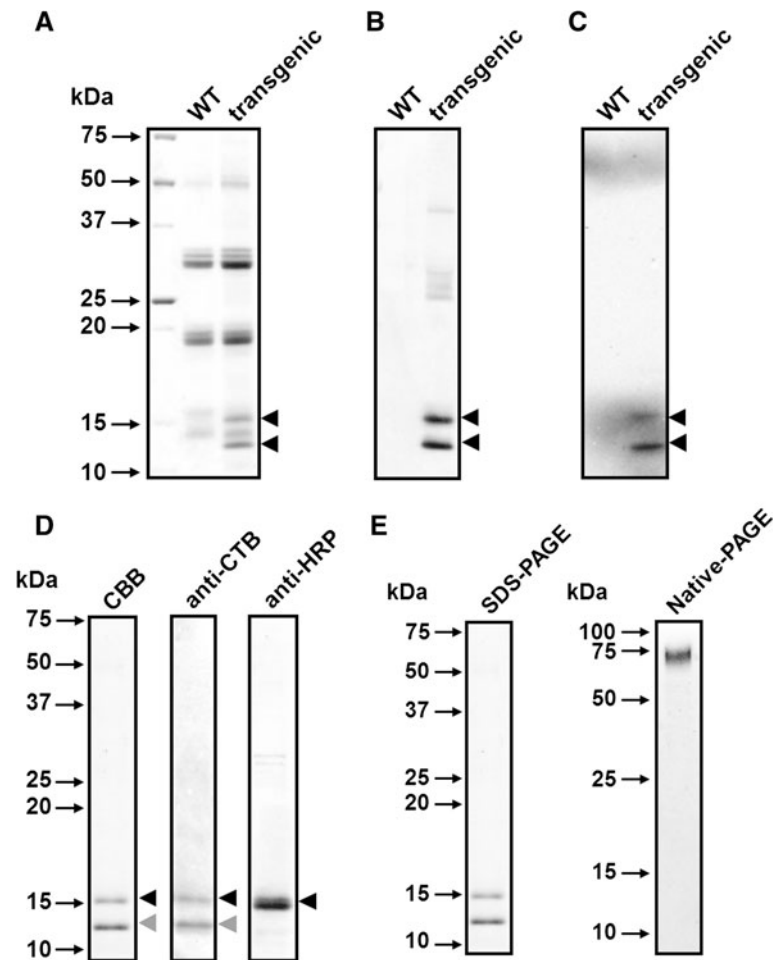 A
B
C
kDa
WT
transgenic
WT
transgenic
WT
transgenic
75
50
37
25
20
15
10
D
E
kDa
CBB
anti-CTB
anti-HRP
75
50
37
25
20
15
10
kDa
SDS-PAGE
75
50
37
25
20
15
10
kDa
Native-PAGE
100
75
50
25
15
10